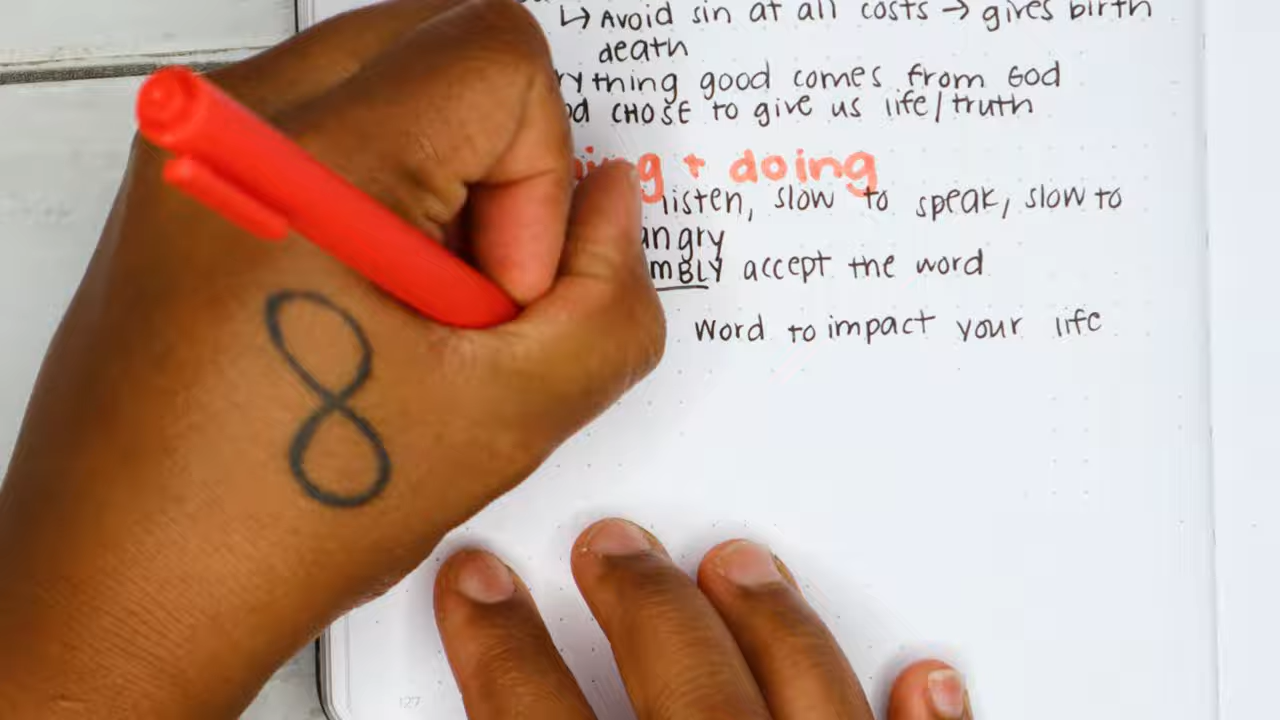 ↳ Avoid sin at all costs → gives birth
death
rything good comes from God
od CHOSE to give us life/truth
ing + doing
listen, slow to speak, slow to
angry
mBLY accept the word
word to impact your life
127